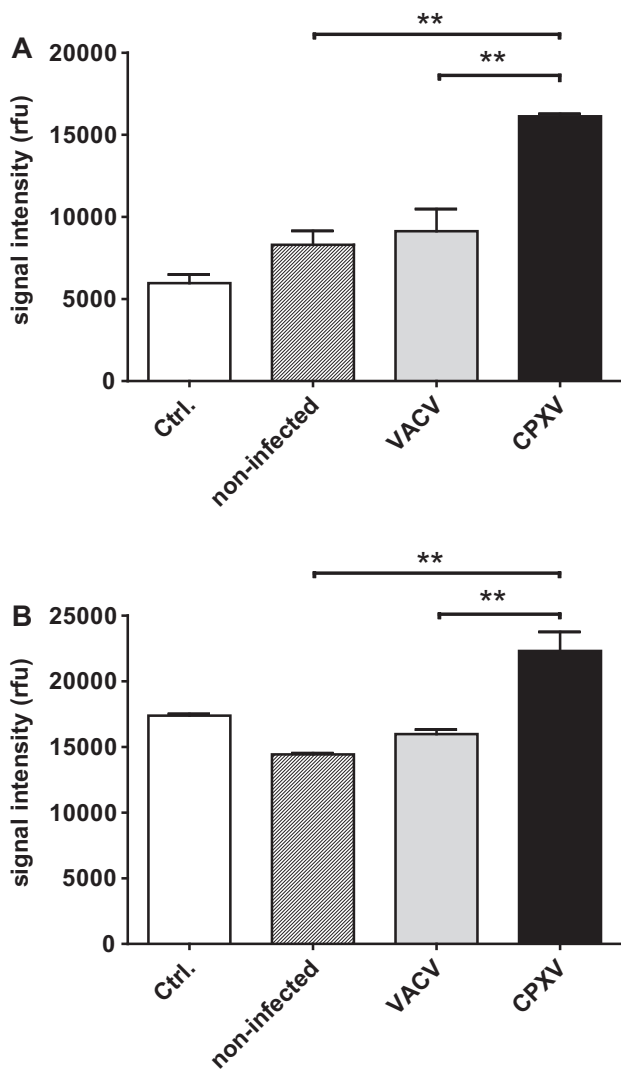 A
**
**
20000
15000
10000
5000
0
signal intensity (rfu)
Ctrl.
non-infected
VACV
CPXV
B
**
**
25000
20000
15000
10000
5000
0
signal intensity (rfu)
Ctrl.
non-infected
VACV
CPXV